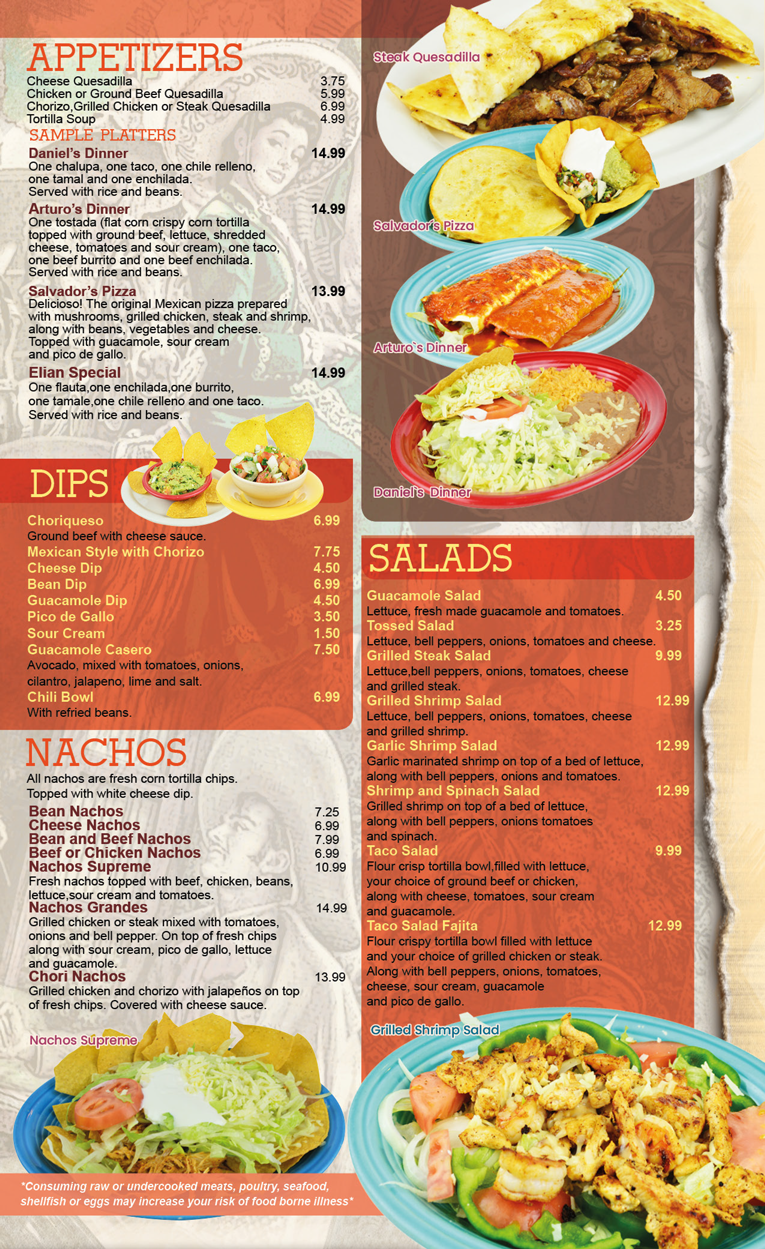 APPETIZERS
Cheese Quesadilla 3.75
Chicken or Ground Beef Quesadilla 5.99
Chorizo,Grilled Chicken or Steak Quesadilla 6.99
Tortilla Soup 4.99
SAMPLE PLATTERS
Daniel's Dinner 14.99
One chalupa, one taco, one chile relleno,
one tamal and one enchilada.
Served with rice and beans.
Arturo's Dinner 14.99
One tostada (flat corn crispy corn tortilla
topped with ground beef, lettuce, shredded
cheese, tomatoes and sour cream), one taco,
one beef burrito and one beef enchilada.
Served with rice and beans.
Salvador's Pizza 13.99
Delicioso! The original Mexican pizza prepared
with mushrooms, grilled chicken, steak and shrimp,
along with beans, vegetables and cheese.
Topped with guacamole, sour cream
and pico de gallo.
Elian Special 14.99
One flauta,one enchilada,one burrito,
one tamale,one chile relleno and one taco.
Served with rice and beans.
DIPS
Choriqueso 6.99
Ground beef with cheese sauce.
Mexican Style with Chorizo 7.75
Cheese Dip 4.50
Bean Dip 6.99
Guacamole Dip 4.50
Pico de Gallo 3.50
Sour Cream 1.50
Guacamole Casero 7.50
Avocado, mixed with tomatoes, onions,
cilantro, jalapeno, lime and salt.
Chili Bowl 6.99
With refried beans.
NACHOS
All nachos are fresh corn tortilla chips.
Topped with white cheese dip.
Bean Nachos 7.25
Cheese Nachos 6.99
Bean and Beef Nachos 7.99
Beef or Chicken Nachos 6.99
Nachos Supreme 10.99
Fresh nachos topped with beef, chicken, beans,
lettuce,sour cream and tomatoes.
Nachos Grandes 14.99
Grilled chicken or steak mixed with tomatoes,
onions and bell pepper. On top of fresh chips
along with sour cream, pico de gallo, lettuce
and guacamole.
Chori Nachos 13.99
Grilled chicken and chorizo with jalapeños on top
of fresh chips. Covered with cheese sauce.
Nachos Supreme
*Consuming raw or undercooked meats, poultry, seafood,
shellfish or eggs may increase your risk of food borne illness*
Steak Quesadilla
Salvador's Pizza
Arturo`s Dinner
Daniel`s Dinner
SALADS
Guacamole Salad 4.50
Lettuce, fresh made guacamole and tomatoes.
Tossed Salad 3.25
Lettuce, bell peppers, onions, tomatoes and cheese.
Grilled Steak Salad 9.99
Lettuce,bell peppers, onions, tomatoes, cheese
and grilled steak.
Grilled Shrimp Salad 12.99
Lettuce, bell peppers, onions, tomatoes, cheese
and grilled shrimp.
Garlic Shrimp Salad 12.99
Garlic marinated shrimp on top of a bed of lettuce,
along with bell peppers, onions and tomatoes.
Shrimp and Spinach Salad 12.99
Grilled shrimp on top of a bed of lettuce,
along with bell peppers, onions tomatoes
and spinach.
Taco Salad 9.99
Flour crisp tortilla bowl,filled with lettuce,
your choice of ground beef or chicken,
along with cheese, tomatoes, sour cream
and guacamole.
Taco Salad Fajita 12.99
Flour crispy tortilla bowl filled with lettuce
and your choice of grilled chicken or steak.
Along with bell peppers, onions, tomatoes,
cheese, sour cream, guacamole
and pico de gallo.
Grilled Shrimp Salad